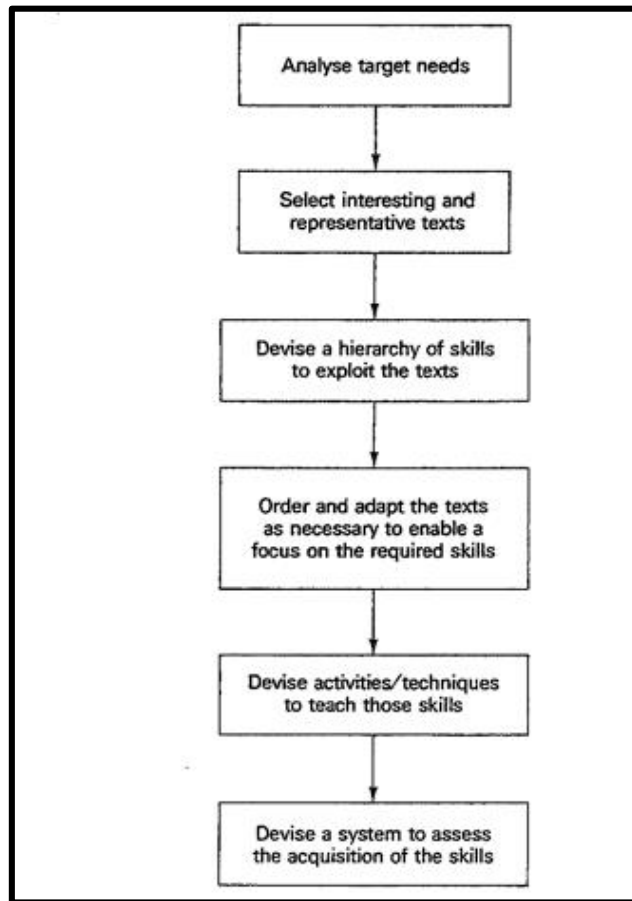 Analyse target needs
Select interesting and
representative texts
Devise a hierarchy of skills
to exploit the texts
Order and adapt the texts
as necessary to enable a
focus on the required skills
Devise activities/techniques
to teach those skills
Devise a system to assess
the acquisition of the skills